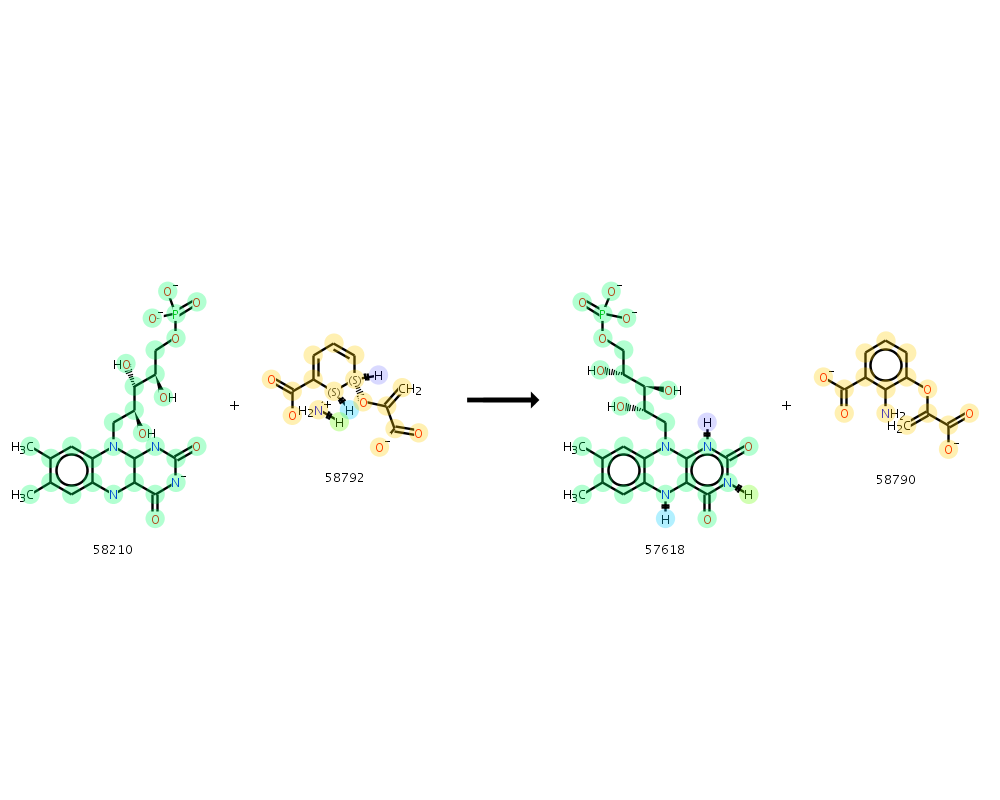 O⁻
O⁻ P O
O
HO
OH
OH
H₃C N N O
H₃C N N⁻
O
58210
+
O
O⁻
H₂N⁺
H
(S) (S) H
H
O
CH₂
O
O⁻
58792
O⁻
O P O⁻
O
HO OH
HO
H
H₃C N N O
H₃C N N H
H O
57618
+
O⁻
O
NH₂
O
H₂C
O
O⁻
58790